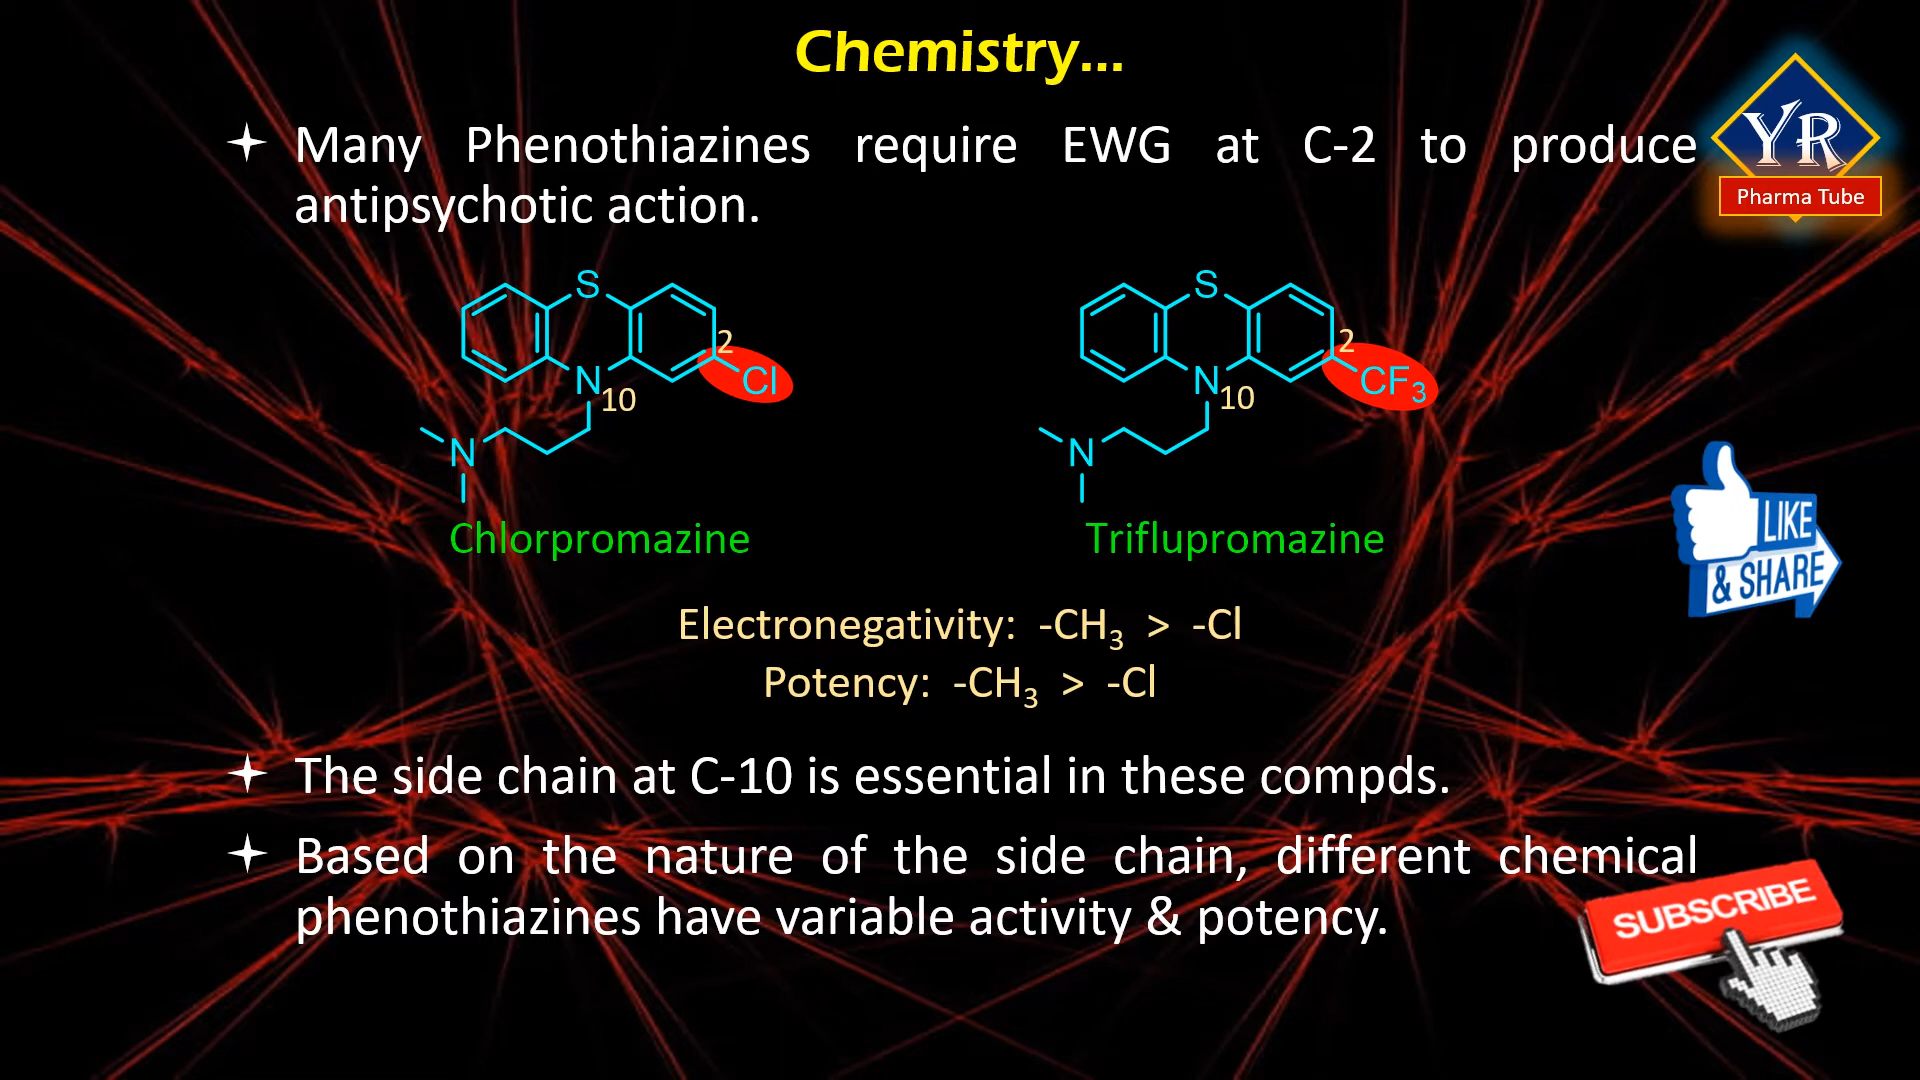 Chemistry...
YR
Pharma Tube
Many Phenothiazines require EWG at C-2 to produce
antipsychotic action.
S
2
Cl
N
10
N
Chlorpromazine
S
2
CF₃
N
10
N
Triflupromazine
LIKE
& SHARE
Electronegativity: -CH₃ > -Cl
Potency: -CH₃ > -Cl
The side chain at C-10 is essential in these compds.
Based on the nature of the side chain, different chemical
phenothiazines have variable activity & potency.
SUBSCRIBE